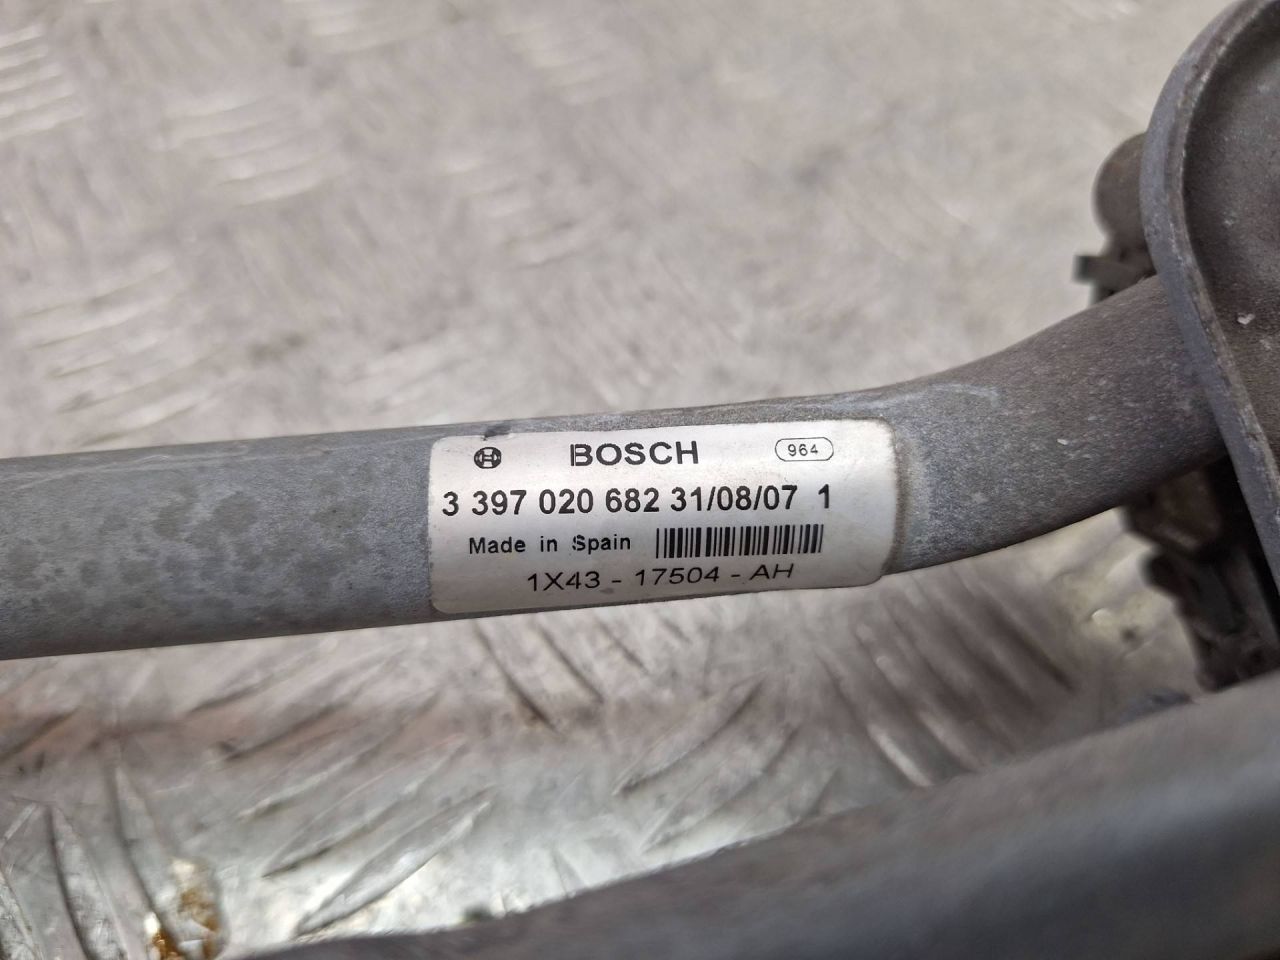 BOSCH 964
3 397 020 682 31/08/07 1
Made in Spain
1X43 - 17504 - AH